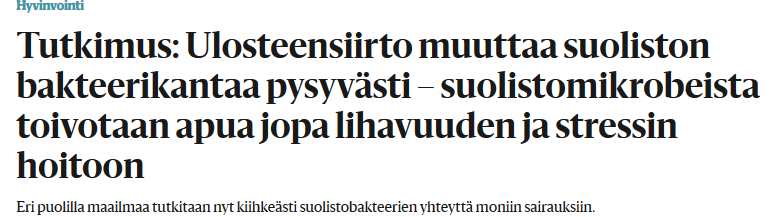 Hyvinvointi
Tutkimus: Ulosteensiirto muuttaa suoliston
bakteerikantaa pysyvästi – suolistomikrobeista
toivotaan apua jopa lihavuuden ja stressin
hoitoon
Eri puolilla maailmaa tutkitaan nyt kiihkeästi suolistobakteerien yhteyttä moniin sairauksiin.